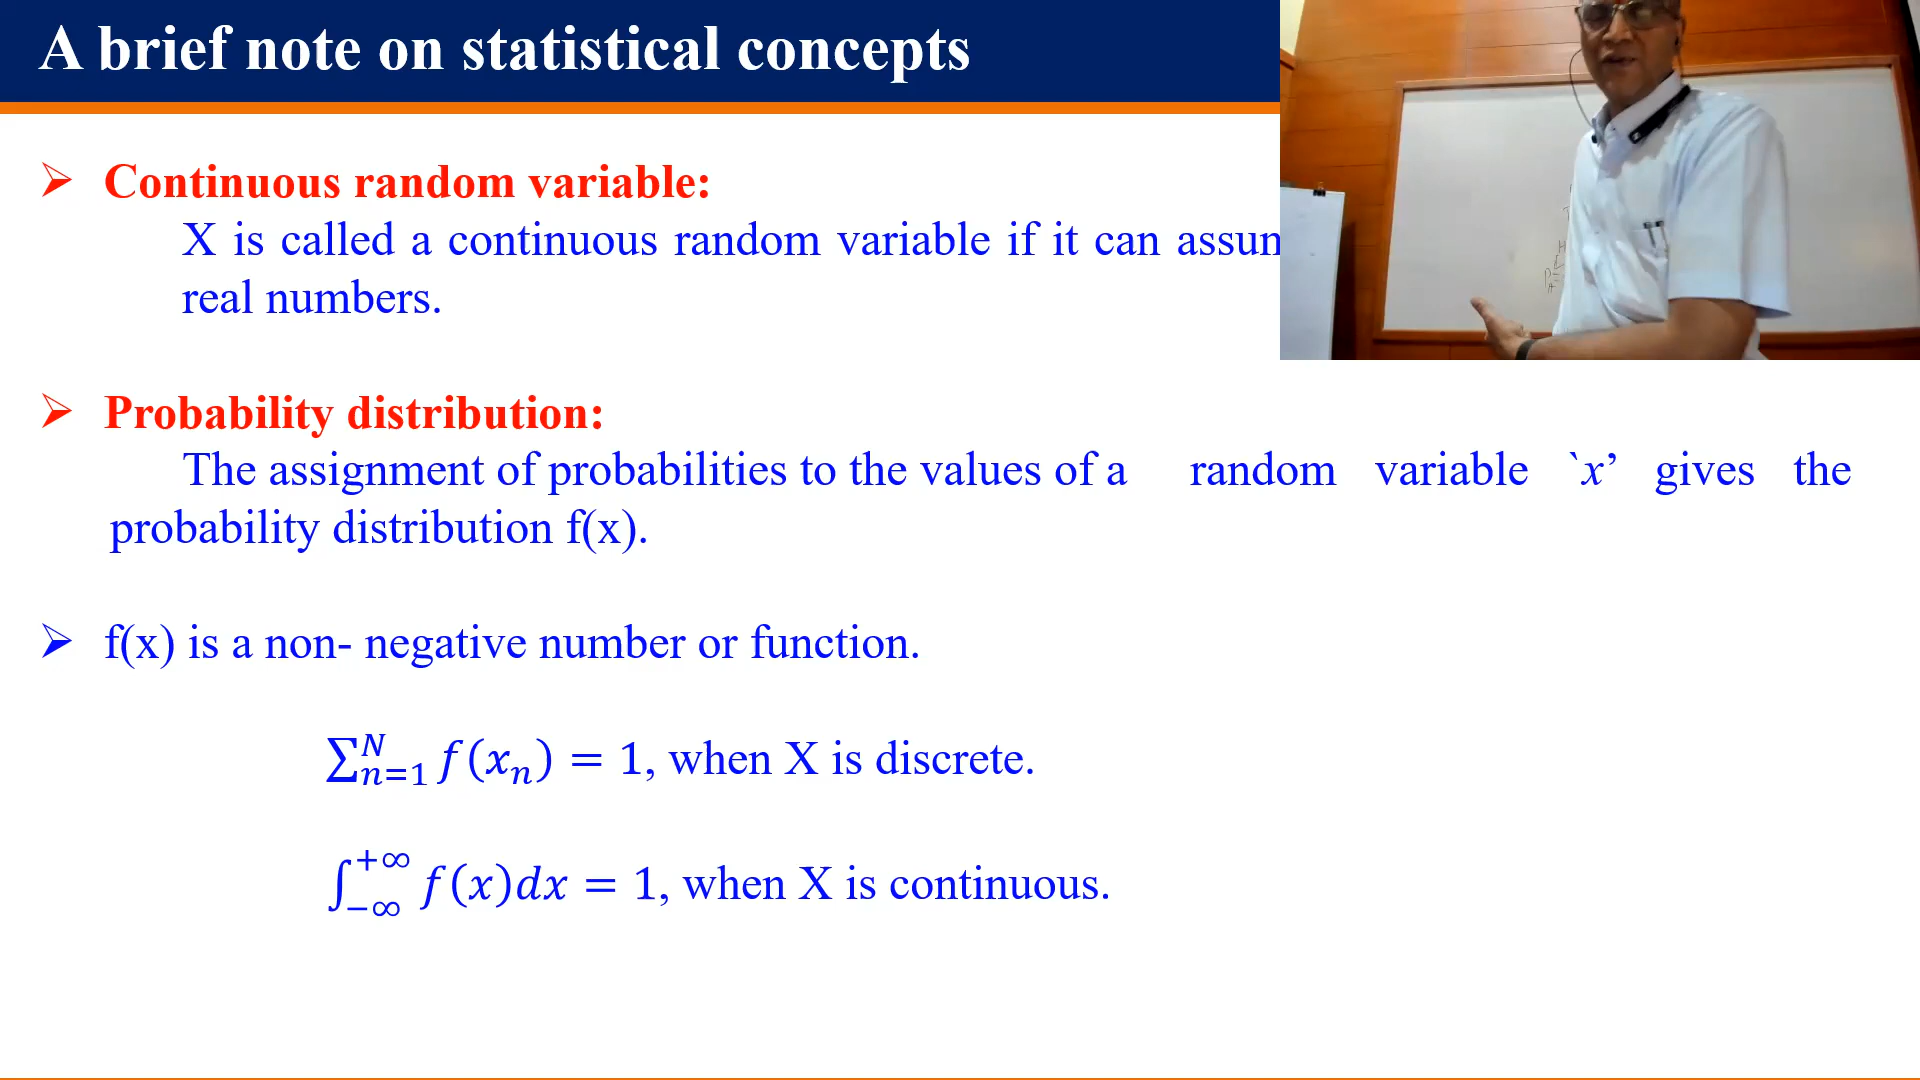 A brief note on statistical concepts
➢ Continuous random variable:
X is called a continuous random variable if it can
real numbers.
➢ Probability distribution:
The assignment of probabilities to the values of a random variable `x’ gives the
probability distribution f(x).
➢ f(x) is a non- negative number or function.
∑_{n=1}^{N} f(x_n) = 1, when X is discrete.
∫_{-∞}^{+∞} f(x)dx = 1, when X is continuous.